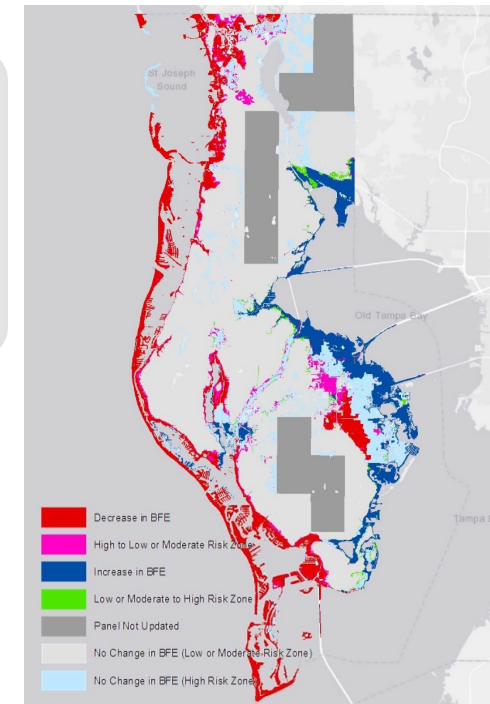 St Joseph
Sound
Old Tampa Bay
Tampa
Decrease in BFE
High to Low or Moderate Risk Zone
Increase in BFE
Low or Moderate to High Risk Zone
Panel Not Updated
No Change in BFE (Low or Moderate Risk Zone)
No Change in BFE (High Risk Zone)